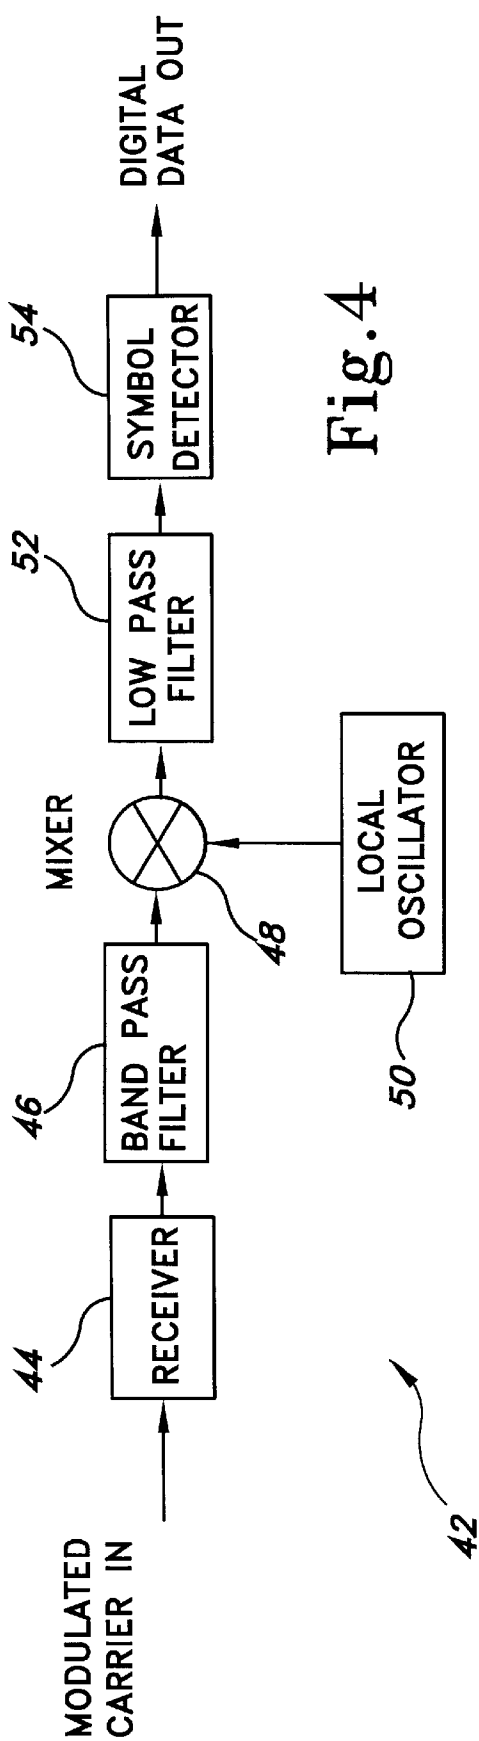 MODULATED
CARRIER IN
44
RECEIVER
46
BAND PASS
FILTER
MIXER
48
LOCAL
OSCILLATOR
50
52
LOW PASS
FILTER
54
SYMBOL
DETECTOR
DIGITAL
DATA OUT
42
Fig.4